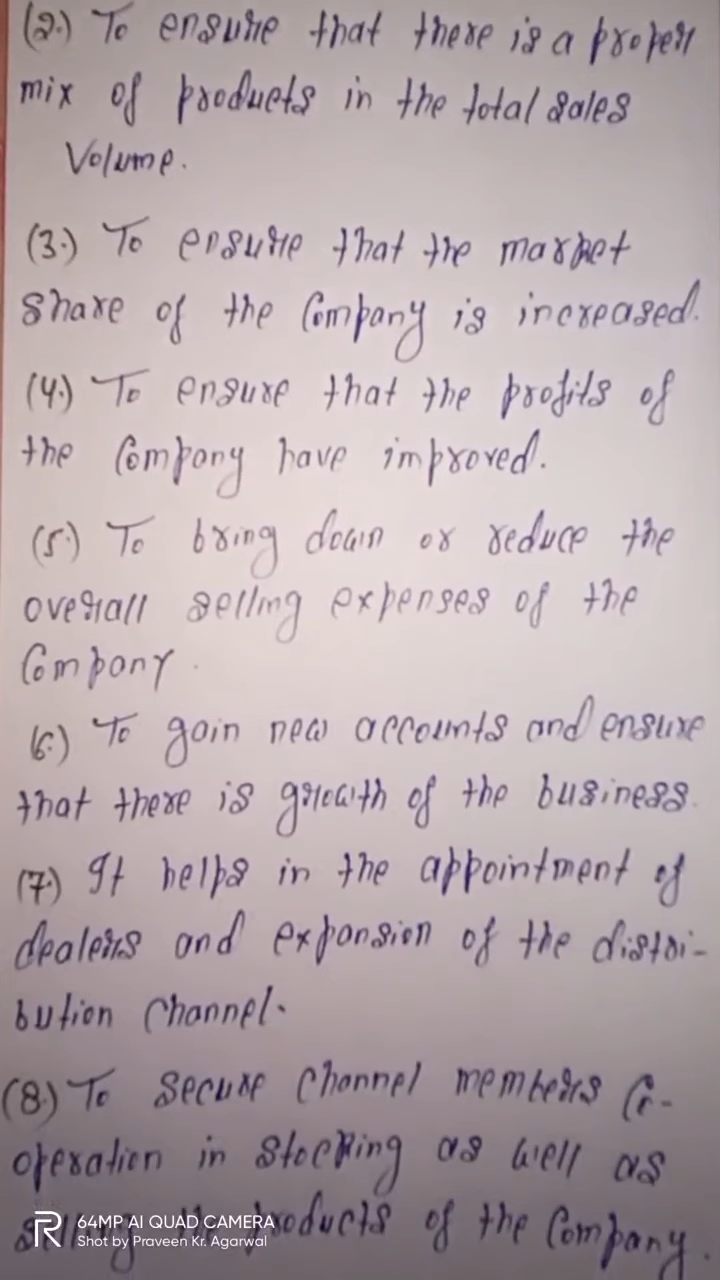 (2.) To ensure that there is a proper
mix of products in the total sales
Volume.
(3.) To ensure that the market
share of the Company is increased.
(4.) To ensure that the profits of
the Company have improved.
(5.) To bring down or reduce the
overall selling expenses of the
Company.
(6.) To gain new accounts and ensure
that there is growth of the business.
(7.) It helps in the appointment of
dealers and expansion of the distri-
bution Channel.
(8.) To secure Channel members Co-
operation in stocking as well as
selling the products of the Company.
64MP AI QUAD CAMERA
Shot by Praveen Kr. Agarwal